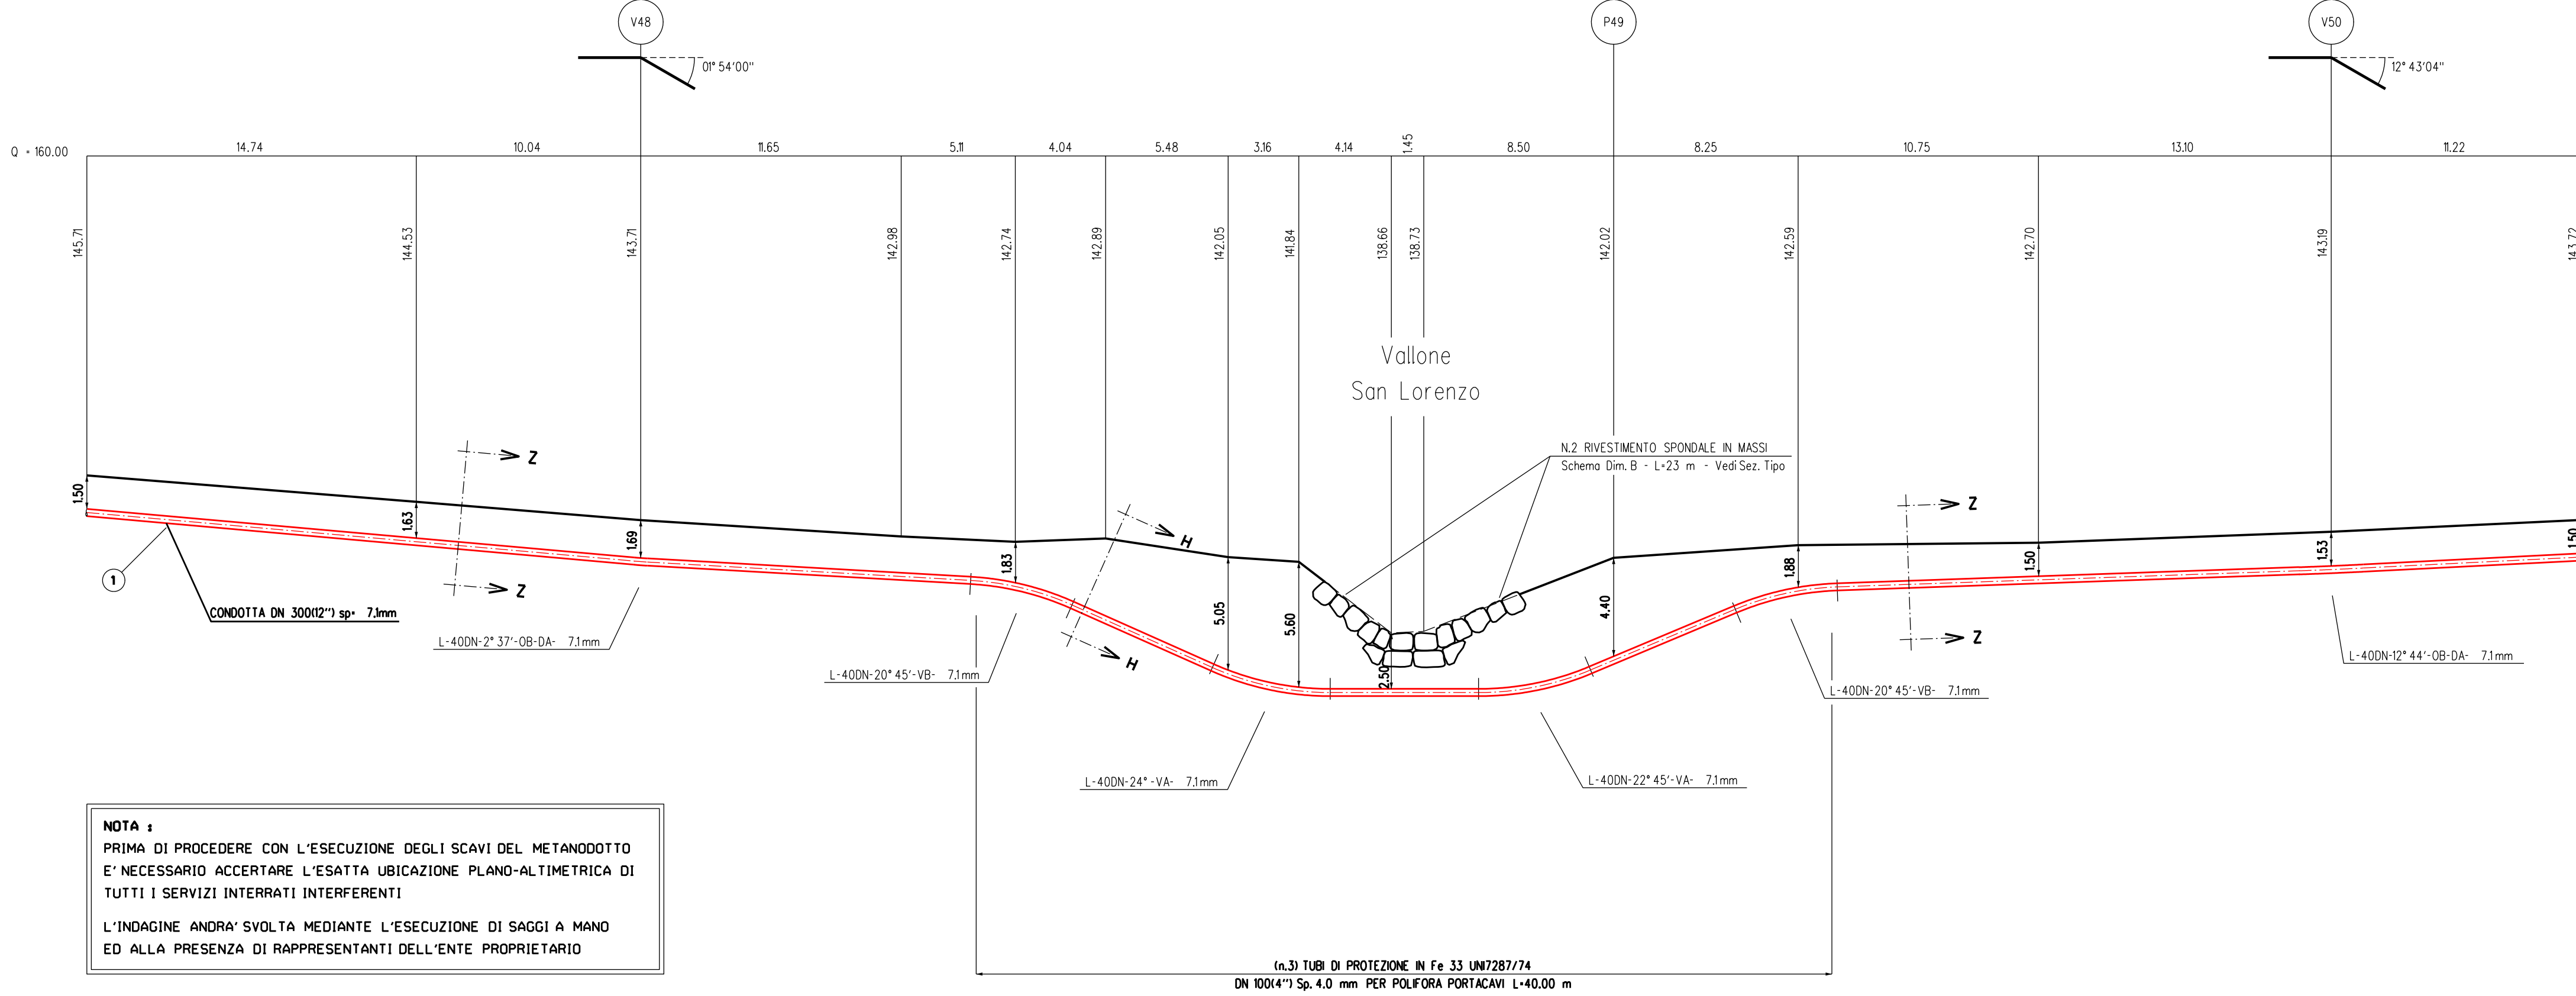 V48
P49
V50
01° 54'00"
12° 43'04"
Q = 160.00
14.74
10.04
11.65
5.11
4.04
5.48
3.16
4.14
1.45
8.50
8.25
10.75
13.10
11.22
145.71
144.53
143.71
142.98
142.74
142.89
142.05
141.84
138.66
138.73
142.02
142.59
142.70
143.19
143.72
Vallone
San Lorenzo
N.2 RIVESTIMENTO SPONDALE IN MASSI
Schema Dim. B - L=23 m - Vedi Sez. Tipo
Z
Z
H
H
Z
Z
1.50
1.63
1.69
1.83
5.05
5.60
2.50
4.40
1.88
1.50
1.53
1.50
1
CONDOTTA DN 300(12") sp= 7.1mm
L-40DN-2° 37'-OB-DA- 7.1mm
L-40DN-20° 45'-VB- 7.1mm
L-40DN-24°-VA- 7.1mm
L-40DN-22° 45'-VA- 7.1mm
L-40DN-20° 45'-VB- 7.1mm
L-40DN-12° 44'-OB-DA- 7.1mm
NOTA :
PRIMA DI PROCEDERE CON L'ESECUZIONE DEGLI SCAVI DEL METANODOTTO
E' NECESSARIO ACCERTARE L'ESATTA UBICAZIONE PLANO-ALTIMETRICA DI
TUTTI I SERVIZI INTERRATI INTERFERENTI
L'INDAGINE ANDRA' SVOLTA MEDIANTE L'ESECUZIONE DI SAGGI A MANO
ED ALLA PRESENZA DI RAPPRESENTANTI DELL'ENTE PROPRIETARIO
(n.3) TUBI DI PROTEZIONE IN Fe 33 UNI7287/74
DN 100(4") Sp. 4.0 mm PER POLIFORA PORTACAVI L=40.00 m